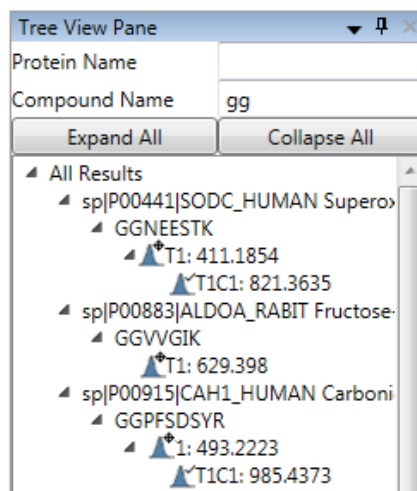 Tree View Pane
Protein Name
Compound Name gg
Expand All Collapse All
All Results
sp|P00441|SODC_HUMAN Superox
GGNEESTK
T1: 411.1854
T1C1: 821.3635
sp|P00883|ALDOA_RABIT Fructose-
GGVVGIK
T1: 629.398
sp|P00915|CAH1_HUMAN Carboni
GGPFSDSYR
1: 493.2223
T1C1: 985.4373